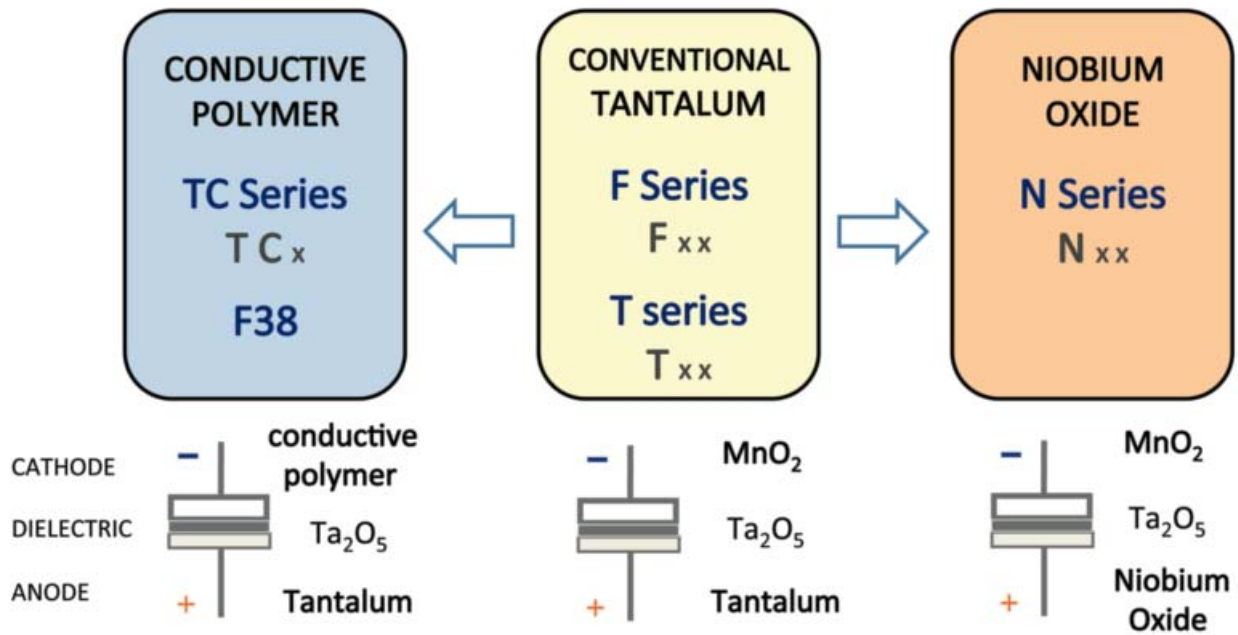 CONDUCTIVE
POLYMER
TC Series
T C x
F38
CONVENTIONAL
TANTALUM
F Series
F x x
T series
T x x
NIOBIUM
OXIDE
N Series
N x x
CATHODE
DIELECTRIC
ANODE
−
conductive
polymer
Ta₂O₅
+
Tantalum
−
MnO₂
Ta₂O₅
+
Tantalum
−
MnO₂
Ta₂O₅
+
Niobium
Oxide